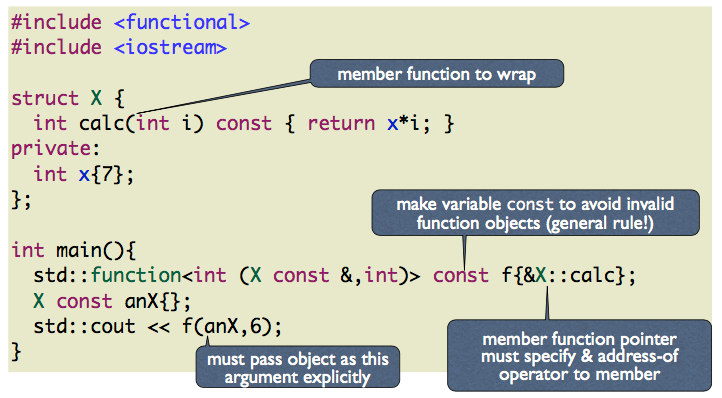 #include <functional>
#include <iostream>
member function to wrap
struct X {
int calc(int i) const { return x*i; }
private:
int x{7};
};
make variable const to avoid invalid
function objects (general rule!)
int main(){
std::function<int (X const &,int)> const f{&X::calc};
X const anX{};
std::cout << f(anX,6);
}
must pass object as this
argument explicitly
member function pointer
must specify & address-of
operator to member